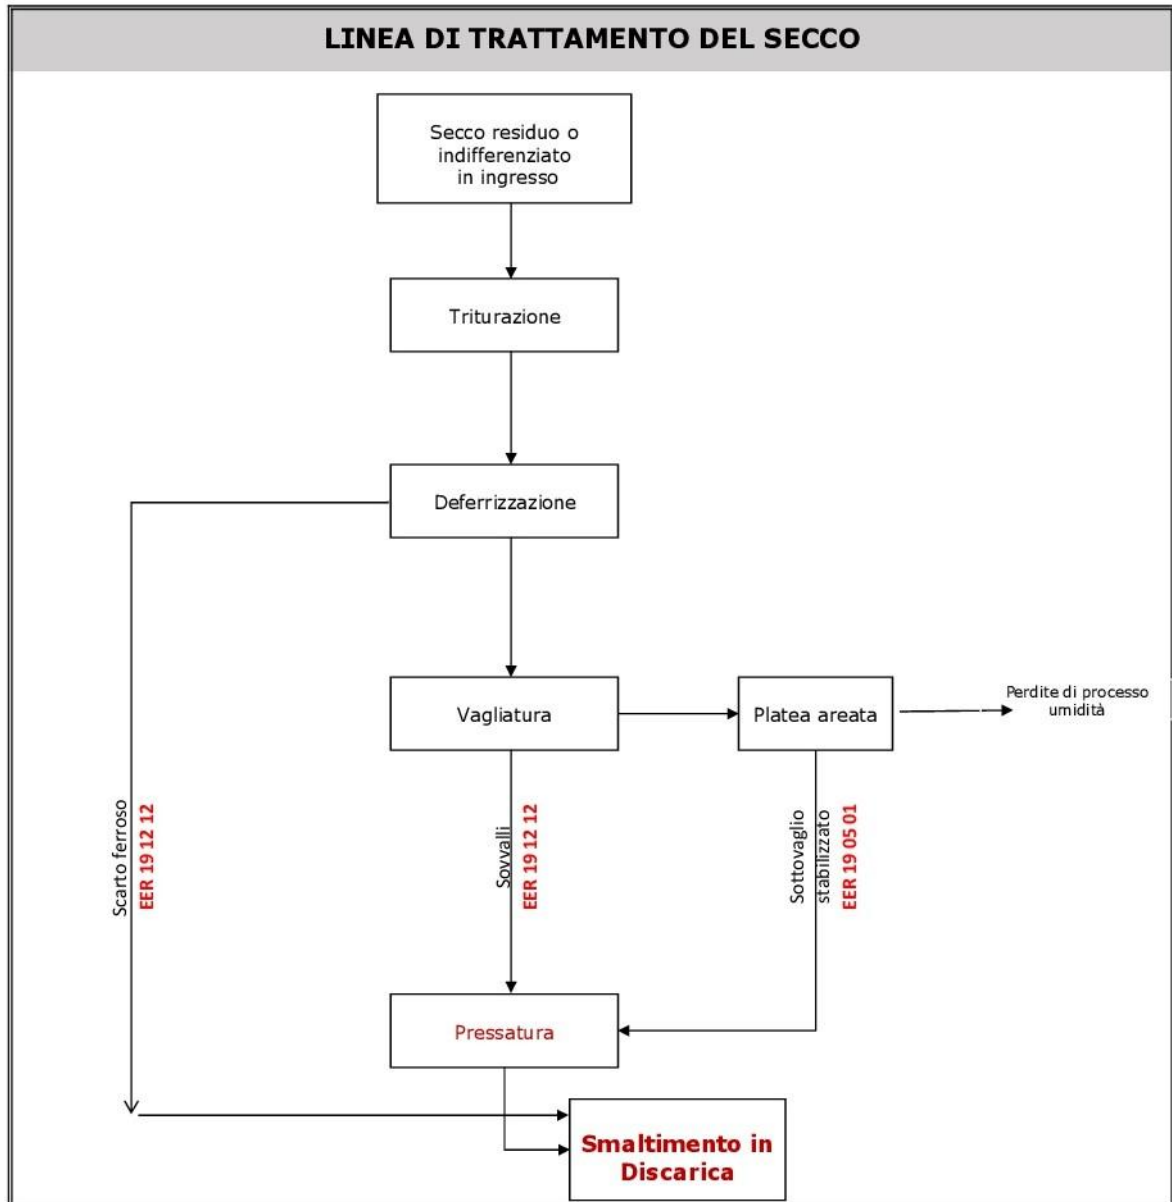 LINEA DI TRATTAMENTO DEL SECCO
Secco residuo o
indifferenziato
in ingresso
Triturazione
Deferrizzazione
Vagliatura
Platea areata
Perdite di processo
umidità
Scarto ferroso
EER 19 12 12
Sovvalli
EER 19 12 12
Sottovaglio
stabilizzato
EER 19 05 01
Pressatura
Smaltimento in
Discarica